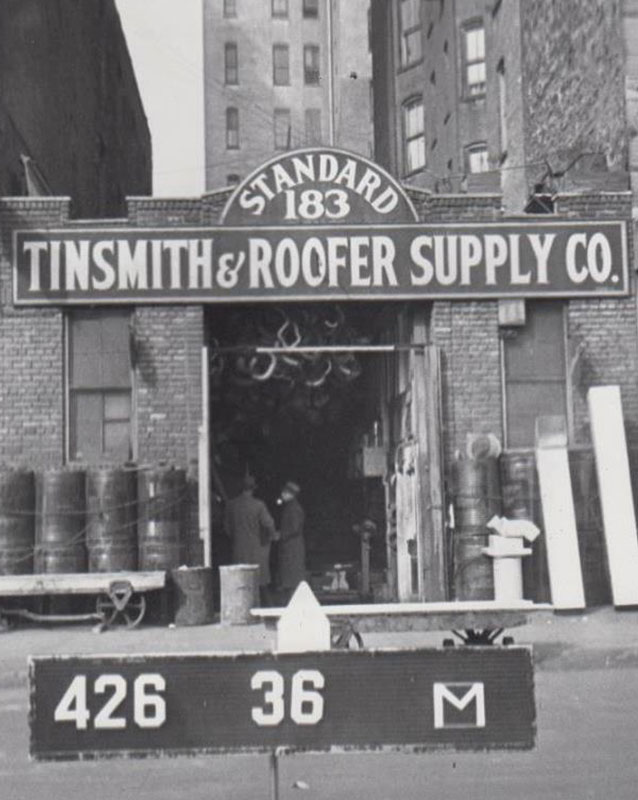 STANDARD
183
TINSMITH & ROOFER SUPPLY CO.
426 36 M